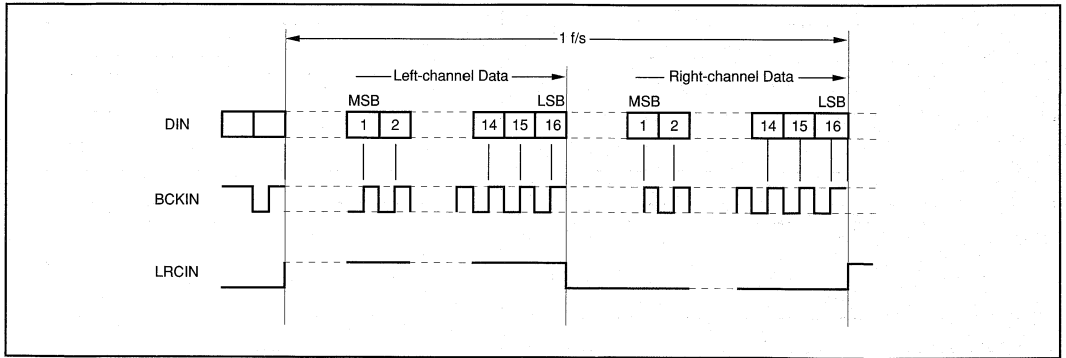 1 f/s
Left-channel Data Right-channel Data
MSB LSB MSB LSB
DIN 1 2 14 15 16 1 2 14 15 16
BCKIN
LRCIN